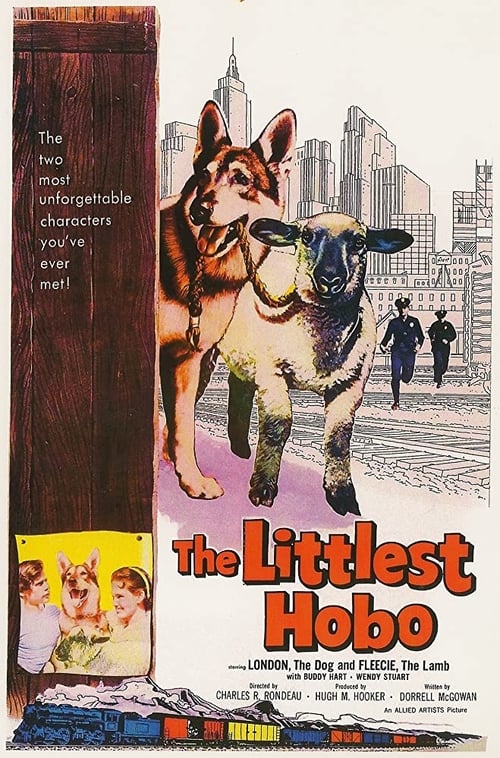 The
two
most
unforgettable
characters
you've
ever
met!
The Littlest
Hobo
starring LONDON, The Dog and FLEECIE, The Lamb
with BUDDY HART · WENDY STUART
Directed by
CHARLES R. RONDEAU ·
Produced by
HUGH M. HOOKER ·
Written by
DORRELL McGOWAN
An ALLIED ARTISTS Picture